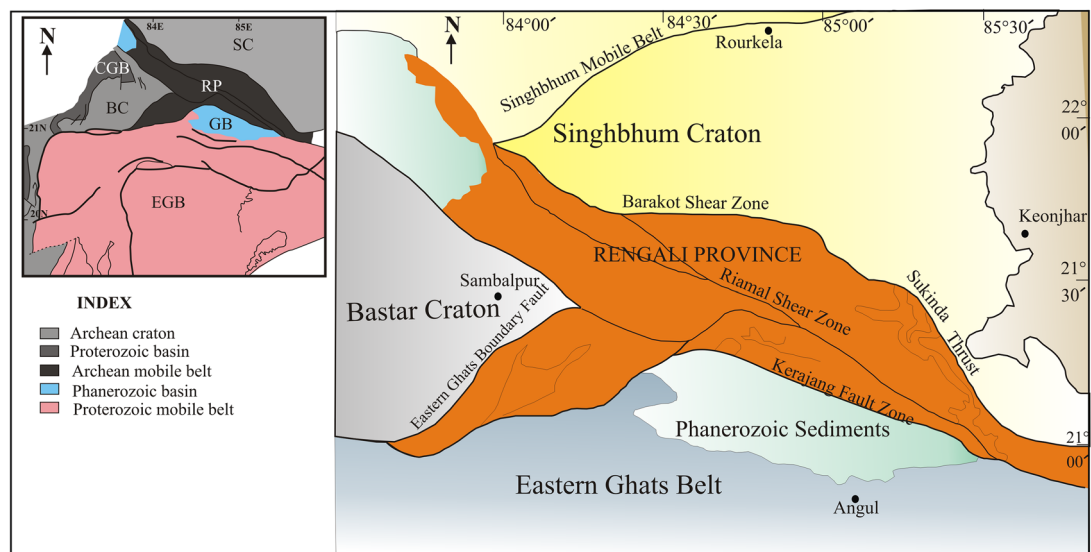 N
84E
85E
SC
CGB
RP
BC
21N
GB
20N
EGB
INDEX
Archean craton
Proterozoic basin
Archean mobile belt
Phanerozoic basin
Proterozoic mobile belt
84°00'
84°30'
85°00'
85°30'
N
Rourkela
Singhbhum Mobile Belt
22°
00'
Singhbhum Craton
Barakot Shear Zone
Keonjhar
RENGALI PROVINCE
Sambalpur
21°
30'
Bastar Craton
Riamal Shear Zone
Sukinda Thrust
Eastern Ghats Boundary Fault
Kerajang Fault Zone
Phanerozoic Sediments
21°
00'
Eastern Ghats Belt
Angul